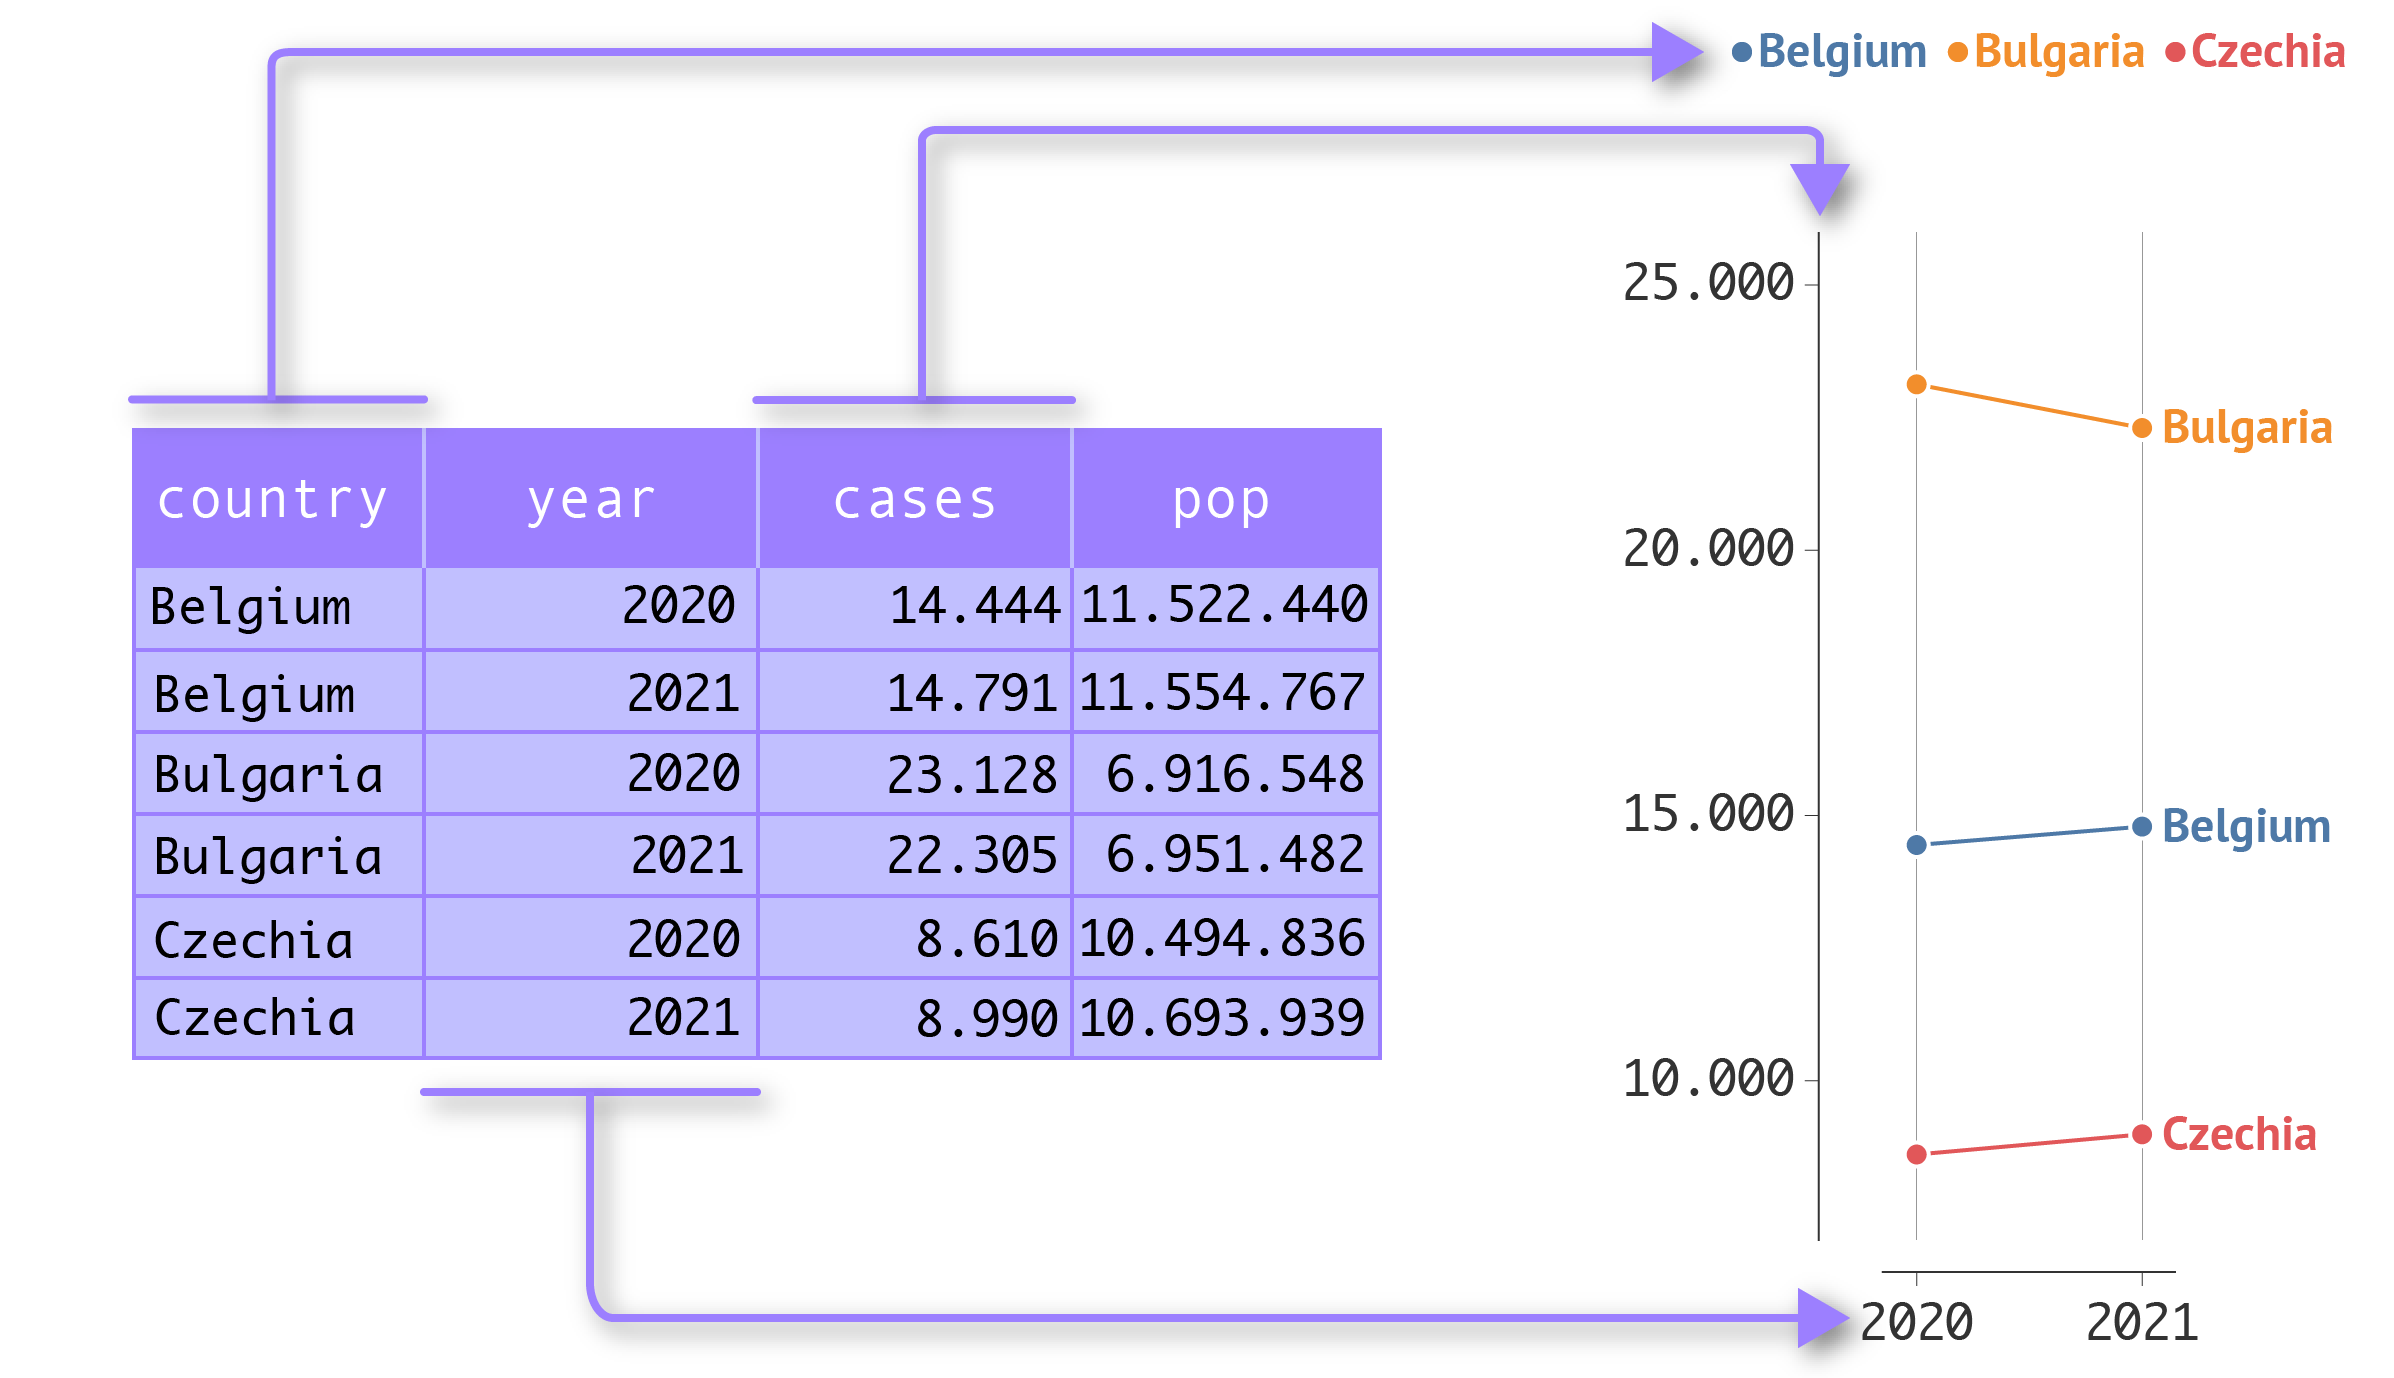 Belgium Bulgaria Czechia
country year cases pop
Belgium 2020 14.444 11.522.440
Belgium 2021 14.791 11.554.767
Bulgaria 2020 23.128 6.916.548
Bulgaria 2021 22.305 6.951.482
Czechia 2020 8.610 10.494.836
Czechia 2021 8.990 10.693.939
25.000
20.000
15.000
10.000
Bulgaria
Belgium
Czechia
2020 2021